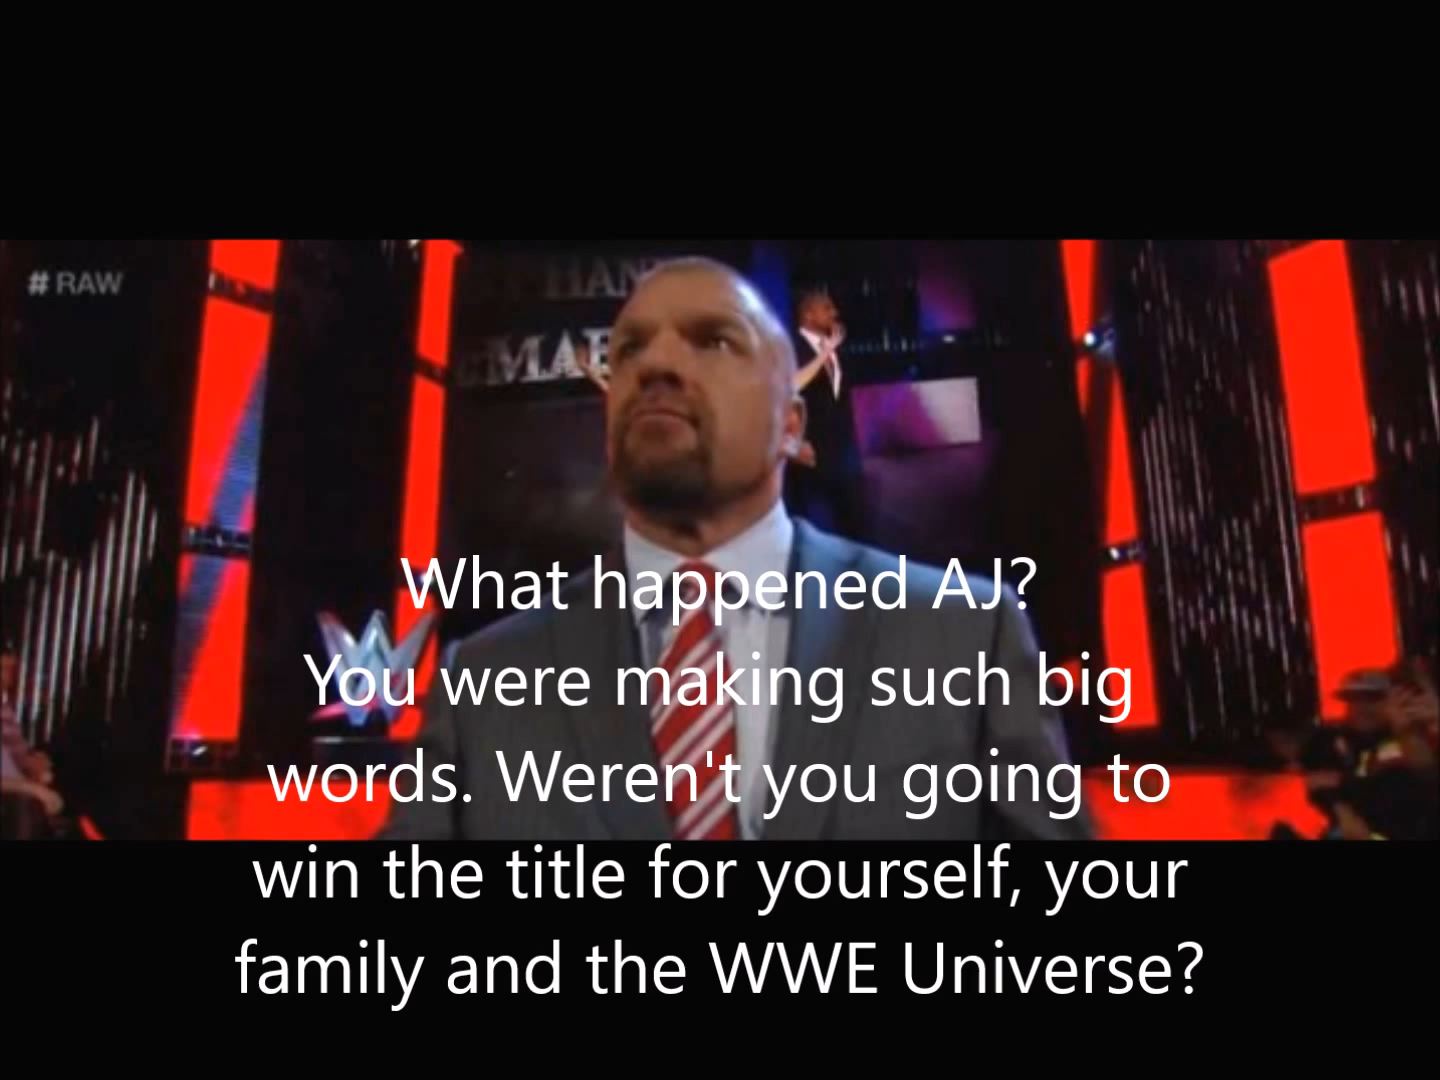 # RAW
What happened AJ?
You were making such big
words. Weren't you going to
win the title for yourself, your
family and the WWE Universe?